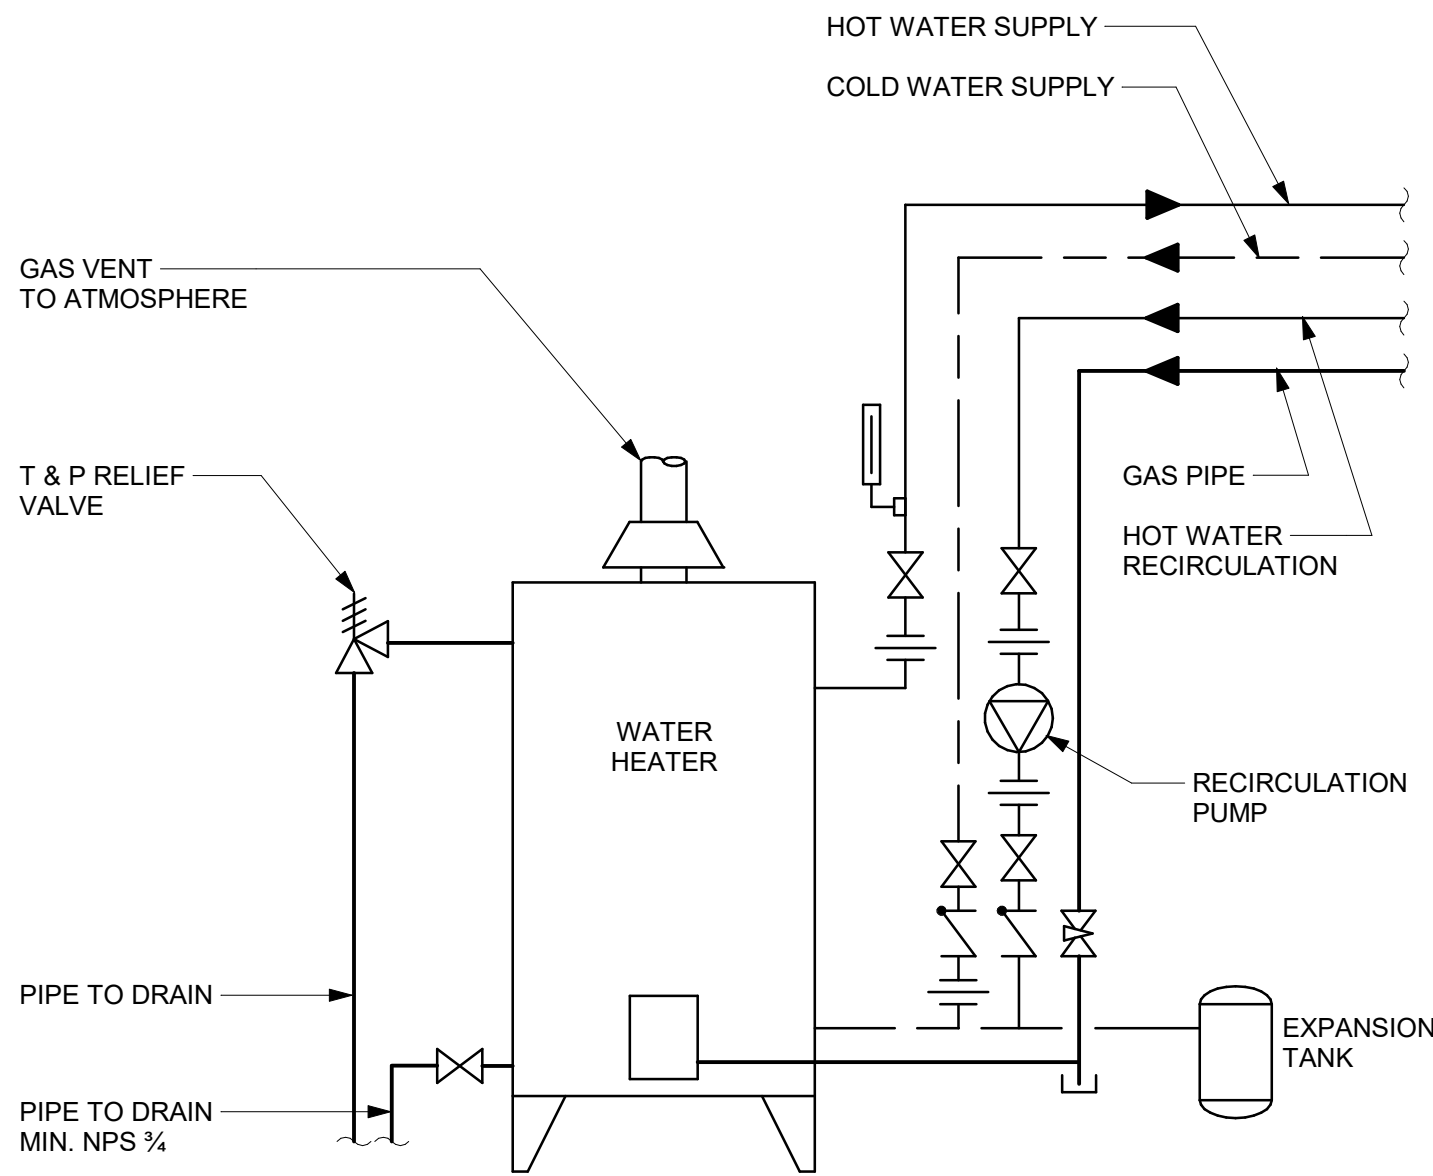 HOT WATER SUPPLY
COLD WATER SUPPLY
GAS VENT
TO ATMOSPHERE
T & P RELIEF
VALVE
GAS PIPE
HOT WATER
RECIRCULATION
WATER
HEATER
RECIRCULATION
PUMP
PIPE TO DRAIN
EXPANSION
TANK
PIPE TO DRAIN
MIN. NPS ¾